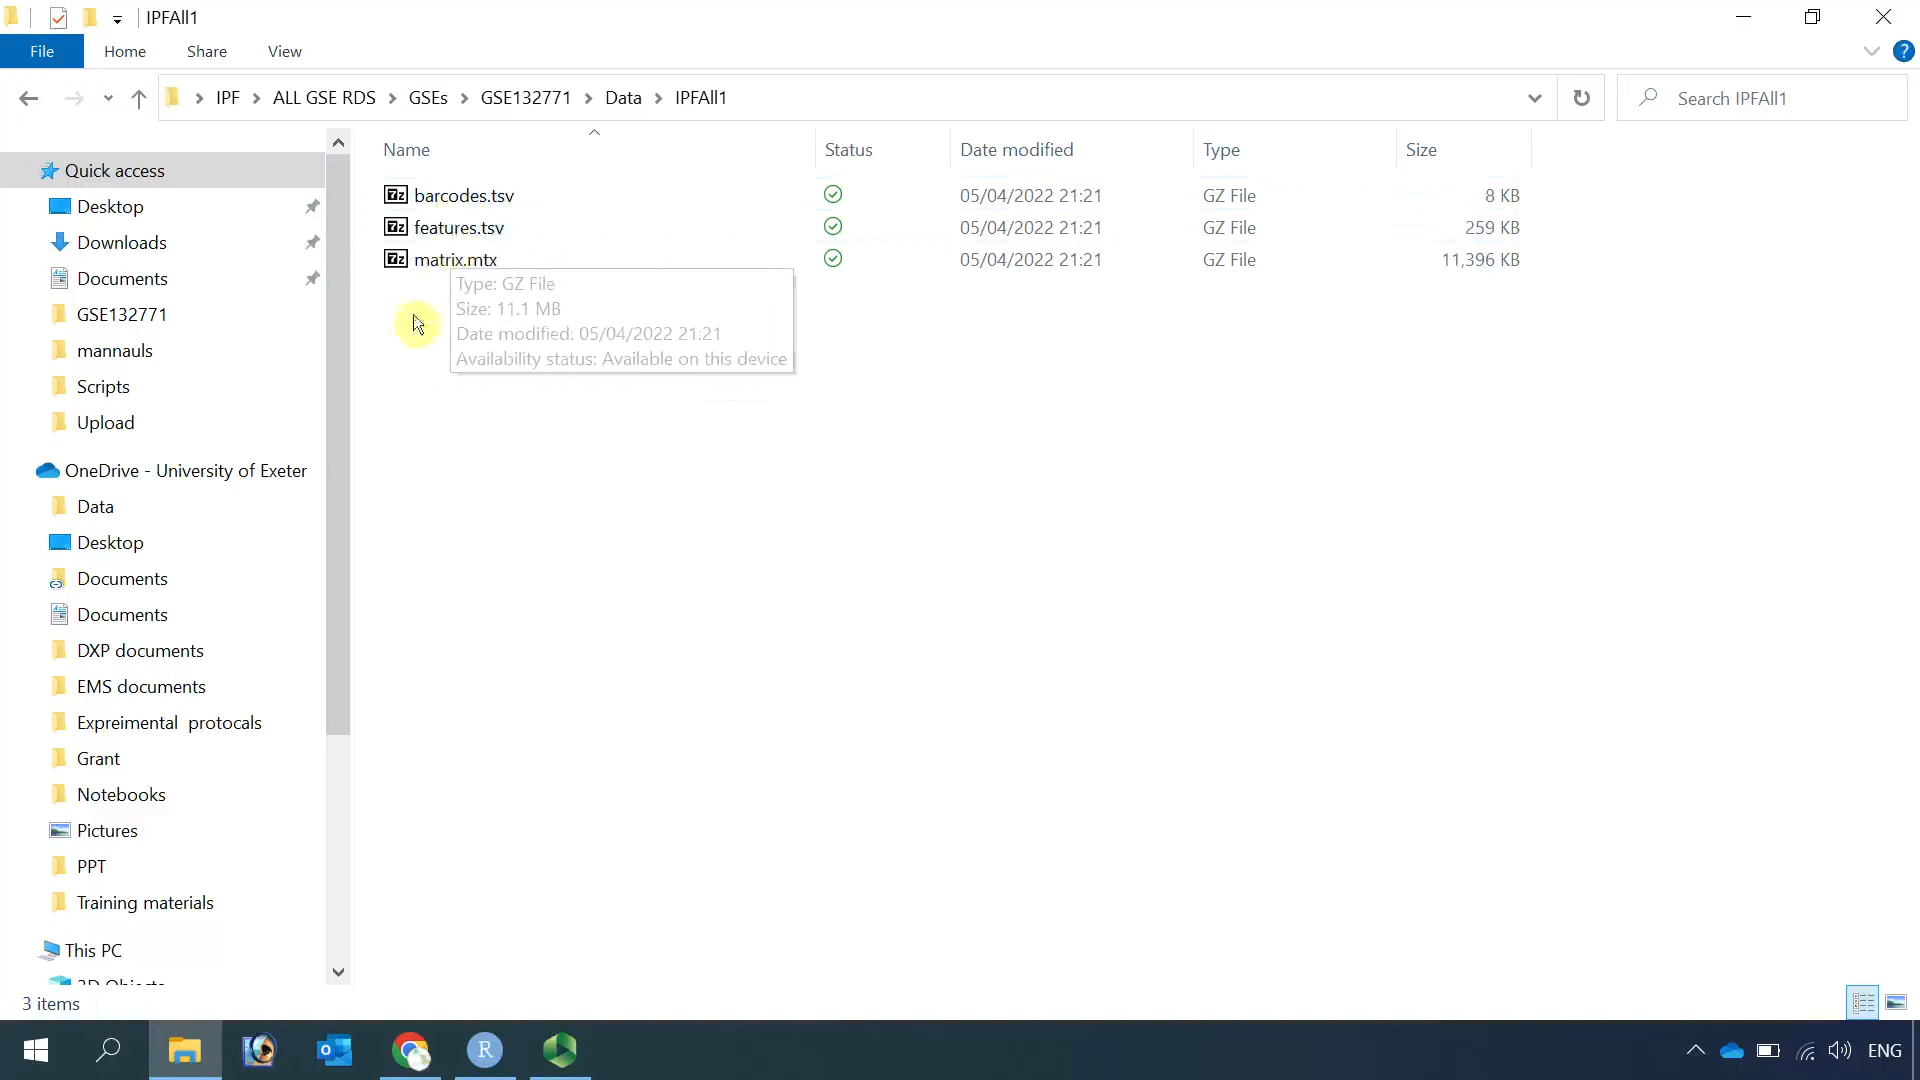 IPFAll1
File Home Share View
IPF ALL GSE RDS GSEs GSE132771 Data IPFAll1
Search IPFAll1
Name Status Date modified Type Size
barcodes.tsv 05/04/2022 21:21 GZ File 8 KB
features.tsv 05/04/2022 21:21 GZ File 259 KB
matrix.mtx 05/04/2022 21:21 GZ File 11,396 KB
Type: GZ File
Size: 11.1 MB
Date modified: 05/04/2022 21:21
Availability status: Available on this device
Quick access
Desktop
Downloads
Documents
GSE132771
mannauls
Scripts
Upload
OneDrive - University of Exeter
Data
Desktop
Documents
Documents
DXP documents
EMS documents
Expreimental protocals
Grant
Notebooks
Pictures
PPT
Training materials
This PC
3D Objects
3 items
ENG